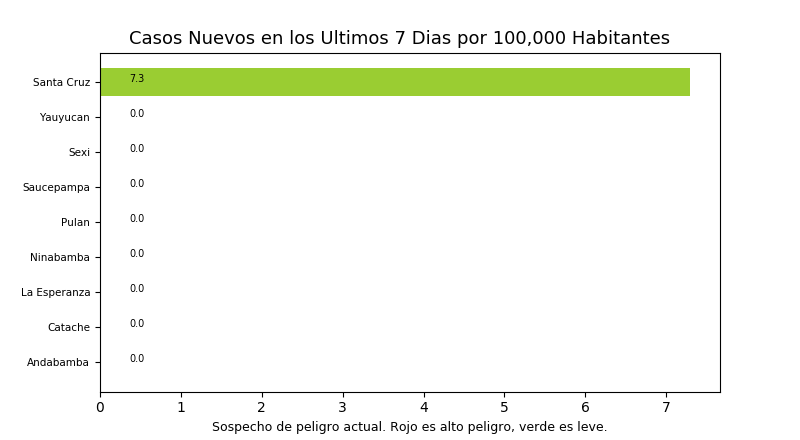 Casos Nuevos en los Ultimos 7 Dias por 100,000 Habitantes
Santa Cruz 7.3
Yauyucan 0.0
Sexi 0.0
Saucepampa 0.0
Pulan 0.0
Ninabamba 0.0
La Esperanza 0.0
Catache 0.0
Andabamba 0.0
0 1 2 3 4 5 6 7
Sospecho de peligro actual. Rojo es alto peligro, verde es leve.